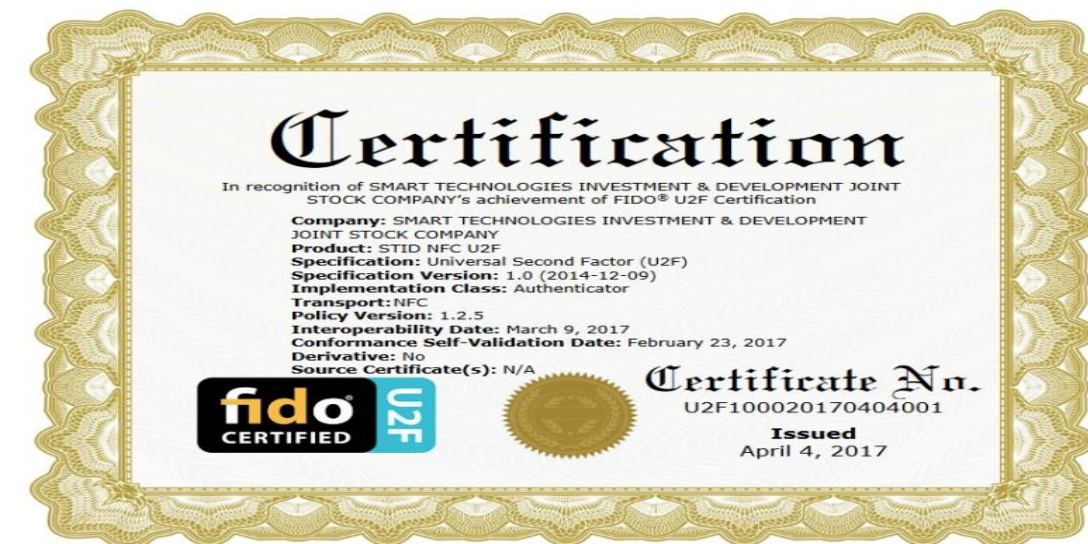 Certification
In recognition of SMART TECHNOLOGIES INVESTMENT & DEVELOPMENT JOINT
STOCK COMPANY's achievement of FIDO® U2F Certification
Company: SMART TECHNOLOGIES INVESTMENT & DEVELOPMENT
JOINT STOCK COMPANY
Product: STID NFC U2F
Specification: Universal Second Factor (U2F)
Specification Version: 1.0 (2014-12-09)
Implementation Class: Authenticator
Transport: NFC
Policy Version: 1.2.5
Interoperability Date: March 9, 2017
Conformance Self-Validation Date: February 23, 2017
Derivative: No
Source Certificate(s): N/A
fido
CERTIFIED
U2F
Certificate No.
U2F100020170404001
Issued
April 4, 2017